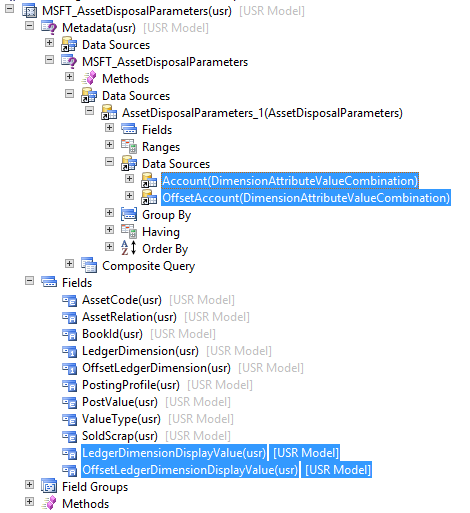 MSFT_AssetDisposalParameters(usr) [USR Model]
Metadata(usr) [USR Model]
Data Sources
MSFT_AssetDisposalParameters
Methods
Data Sources
AssetDisposalParameters_1(AssetDisposalParameters)
Fields
Ranges
Data Sources
Account(DimensionAttributeValueCombination)
OffsetAccount(DimensionAttributeValueCombination)
Group By
Having
Order By
Composite Query
Fields
AssetCode(usr) [USR Model]
AssetRelation(usr) [USR Model]
BookId(usr) [USR Model]
LedgerDimension(usr) [USR Model]
OffsetLedgerDimension(usr) [USR Model]
PostingProfile(usr) [USR Model]
PostValue(usr) [USR Model]
ValueType(usr) [USR Model]
SoldScrap(usr) [USR Model]
LedgerDimensionDisplayValue(usr) [USR Model]
OffsetLedgerDimensionDisplayValue(usr) [USR Model]
Field Groups
Methods